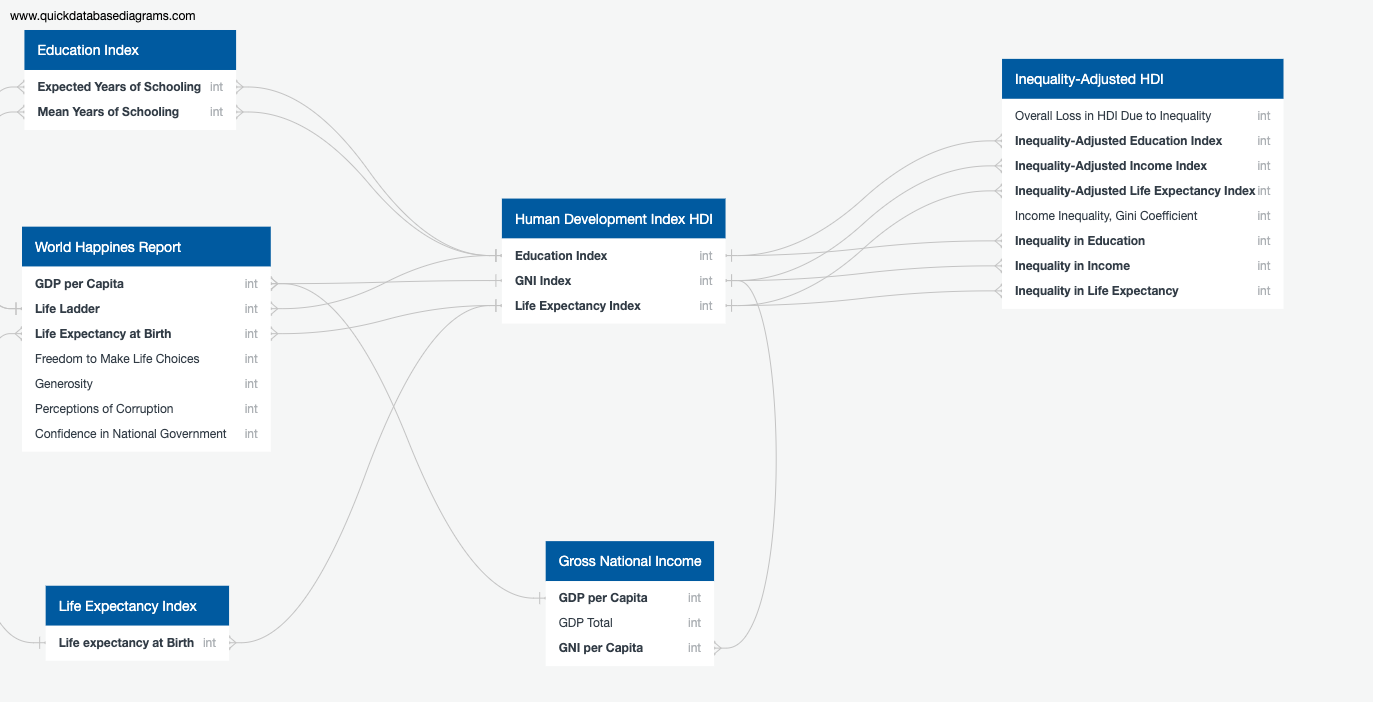 www.quickdatabasediagrams.com
Education Index
Expected Years of Schooling int
Mean Years of Schooling int
World Happines Report
GDP per Capita int
Life Ladder int
Life Expectancy at Birth int
Freedom to Make Life Choices int
Generosity int
Perceptions of Corruption int
Confidence in National Government int
Life Expectancy Index
Life expectancy at Birth int
Human Development Index HDI
Education Index int
GNI Index int
Life Expectancy Index int
Gross National Income
GDP per Capita int
GDP Total int
GNI per Capita int
Inequality-Adjusted HDI
Overall Loss in HDI Due to Inequality int
Inequality-Adjusted Education Index int
Inequality-Adjusted Income Index int
Inequality-Adjusted Life Expectancy Index int
Income Inequality, Gini Coefficient int
Inequality in Education int
Inequality in Income int
Inequality in Life Expectancy int